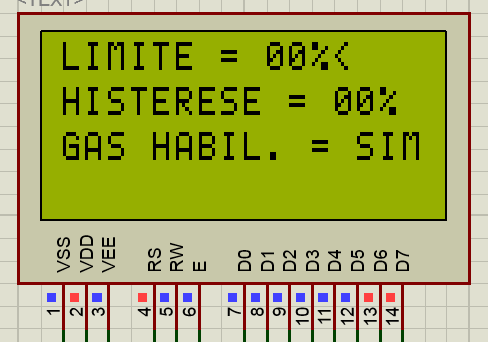 <TEXT>
LIMITE = 00%<
HISTERESE = 00%
GAS HABIL. = SIM
VSS VDD VEE RS RW E D0 D1 D2 D3 D4 D5 D6 D7
1 2 3 4 5 6 7 8 9 10 11 12 13 14